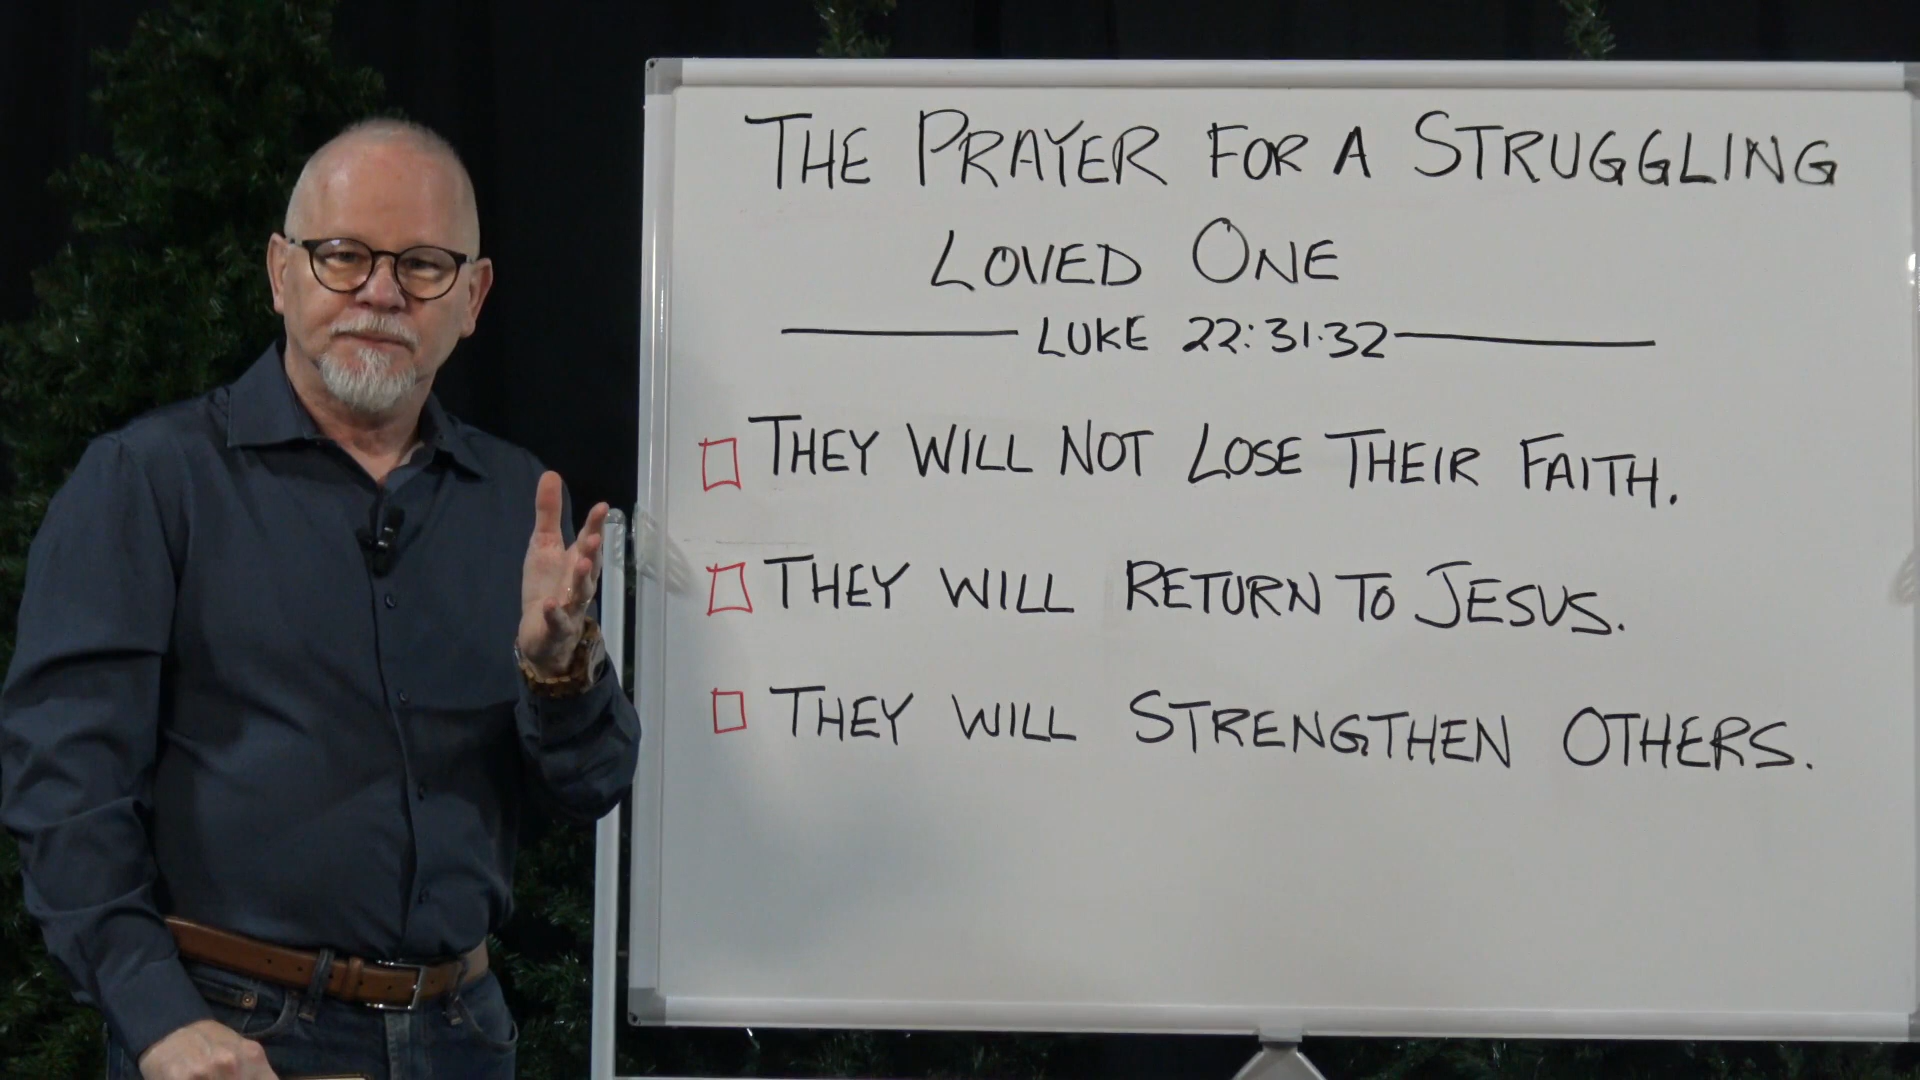 THE PRAYER FOR A STRUGGLING
LOVED ONE
LUKE 22:31-32
THEY WILL NOT LOSE THEIR FAITH.
THEY WILL RETURN TO JESUS.
THEY WILL STRENGTHEN OTHERS.